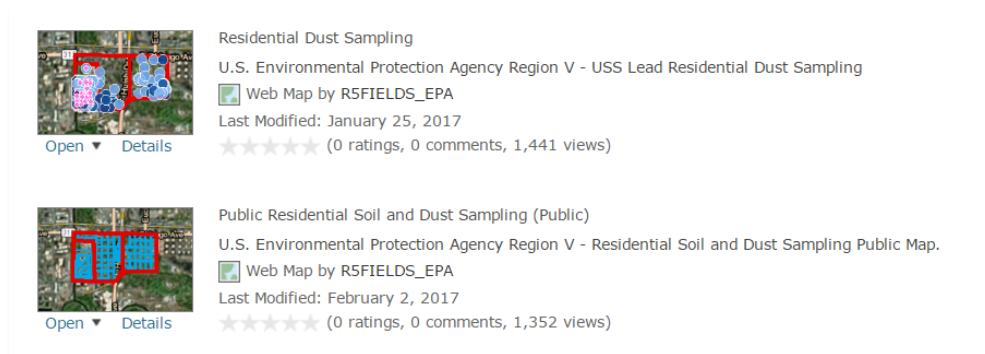 Residential Dust Sampling
U.S. Environmental Protection Agency Region V - USS Lead Residential Dust Sampling
Web Map by R5FIELDS_EPA
Last Modified: January 25, 2017
Open ▼ Details
(0 ratings, 0 comments, 1,441 views)
Public Residential Soil and Dust Sampling (Public)
U.S. Environmental Protection Agency Region V - Residential Soil and Dust Sampling Public Map.
Web Map by R5FIELDS_EPA
Last Modified: February 2, 2017
Open ▼ Details
(0 ratings, 0 comments, 1,352 views)